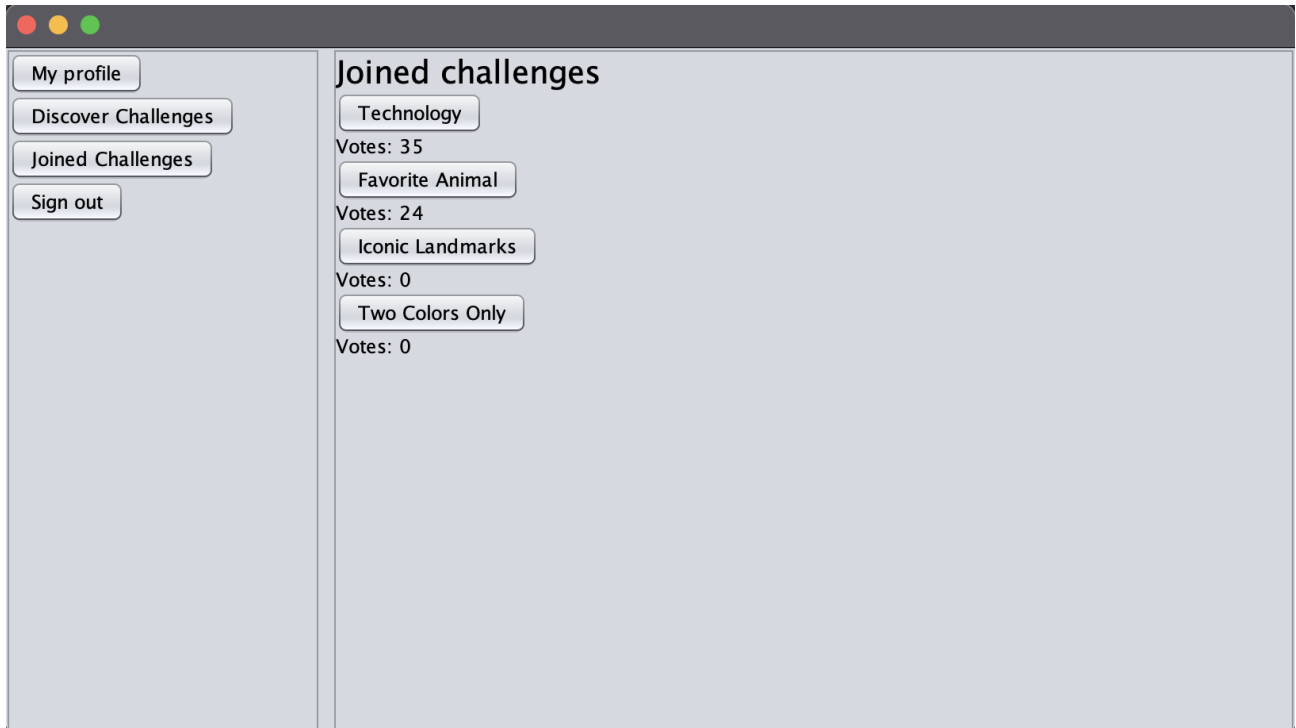 My profile
Discover Challenges
Joined Challenges
Sign out
Joined challenges
Technology
Votes: 35
Favorite Animal
Votes: 24
Iconic Landmarks
Votes: 0
Two Colors Only
Votes: 0